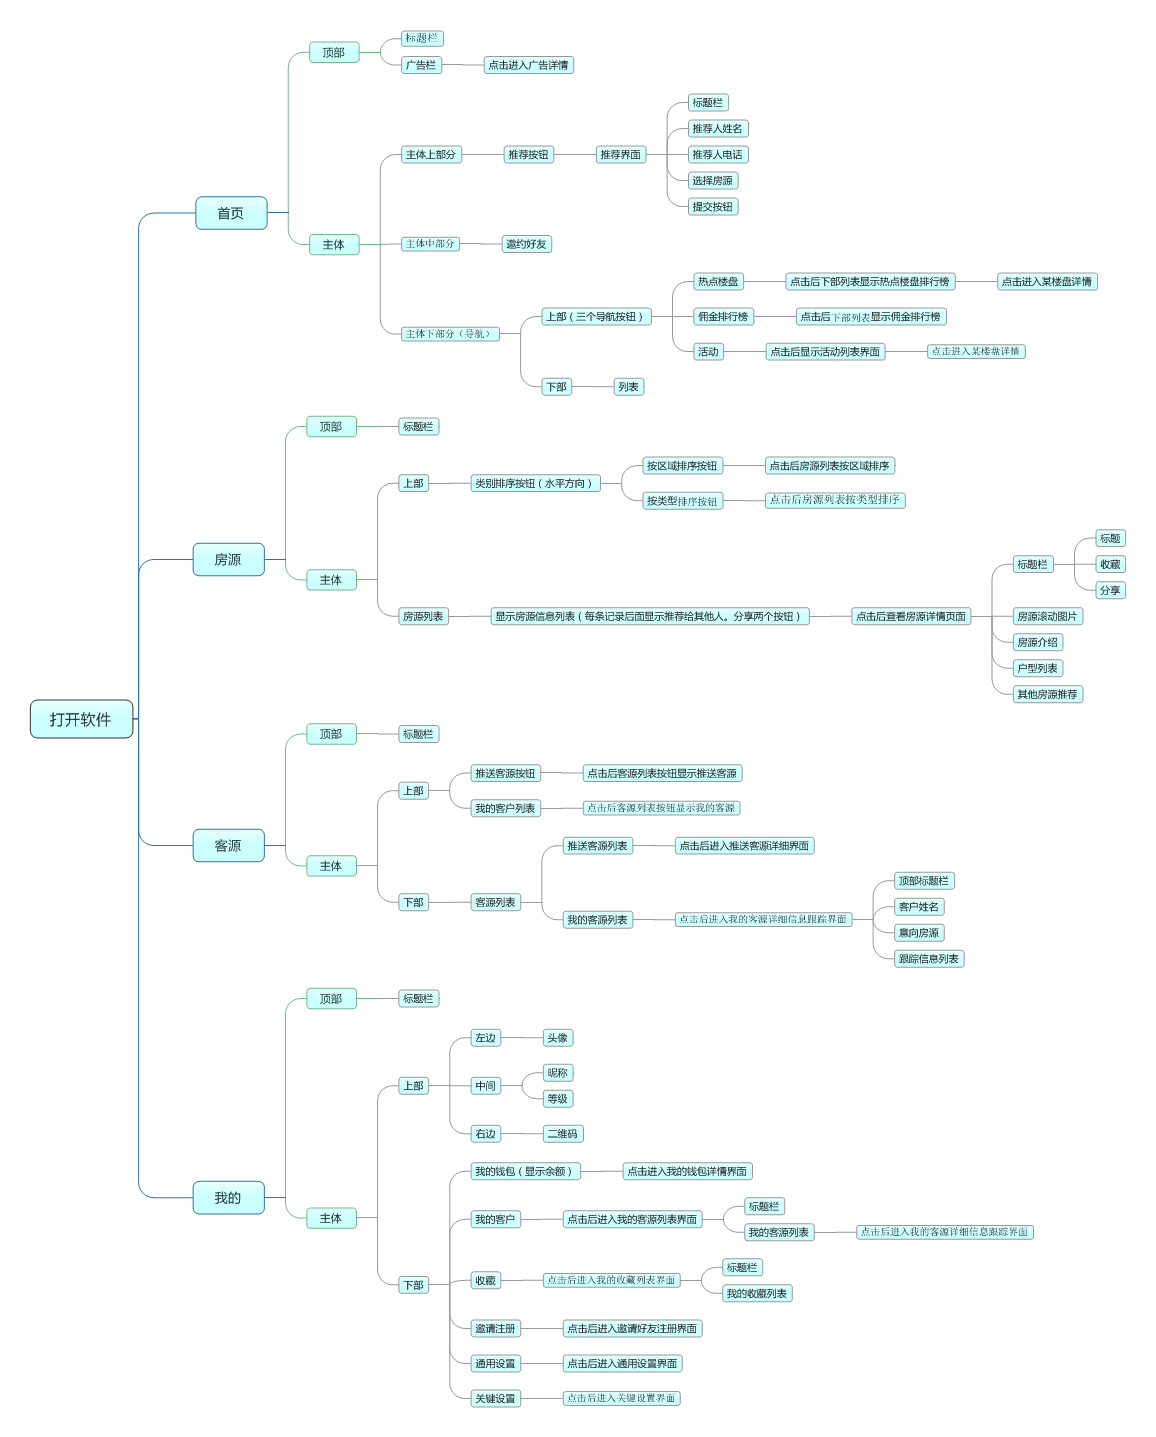 打开软件
首页
顶部
标题栏
广告栏
点击进入广告详情
主体
主体上部分
推荐按钮
推荐界面
标题栏
推荐人姓名
推荐人电话
选择房源
提交按钮
主体中部分
邀约好友
主体下部分（导航）
上部（三个导航按钮）
热点楼盘
点击后下部列表显示热点楼盘排行榜
点击进入某楼盘详情
佣金排行榜
点击后下部列表显示佣金排行榜
活动
点击后显示活动列表界面
点击进入某楼盘详情
下部
列表
房源
顶部
标题栏
主体
上部
类别排序按钮（水平方向）
按区域排序按钮
点击后房源列表按区域排序
按类型排序按钮
点击后房源列表按类型排序
房源列表
显示房源信息列表（每条记录后面显示推荐给其他人。分享两个按钮）
点击后查看房源详情页面
标题栏
标题
收藏
分享
房源滚动图片
房源介绍
户型列表
其他房源推荐
客源
顶部
标题栏
主体
上部
推送客源按钮
点击后客源列表按钮显示推送客源
我的客户列表
点击后客源列表按钮显示我的客源
下部
客源列表
推送客源列表
点击后进入推送客源详细界面
我的客源列表
点击后进入我的客源详细信息跟踪界面
顶部标题栏
客户姓名
意向房源
跟踪信息列表
我的
顶部
标题栏
主体
上部
左边
头像
中间
昵称
等级
右边
二维码
下部
我的钱包（显示余额）
点击进入我的钱包详情界面
我的客户
点击后进入我的客源列表界面
标题栏
我的客源列表
点击后进入我的客源详细信息跟踪界面
收藏
点击后进入我的收藏列表界面
标题栏
我的收藏列表
邀请注册
点击后进入邀请好友注册界面
通用设置
点击后进入通用设置界面
关键设置
点击后进入关键设置界面